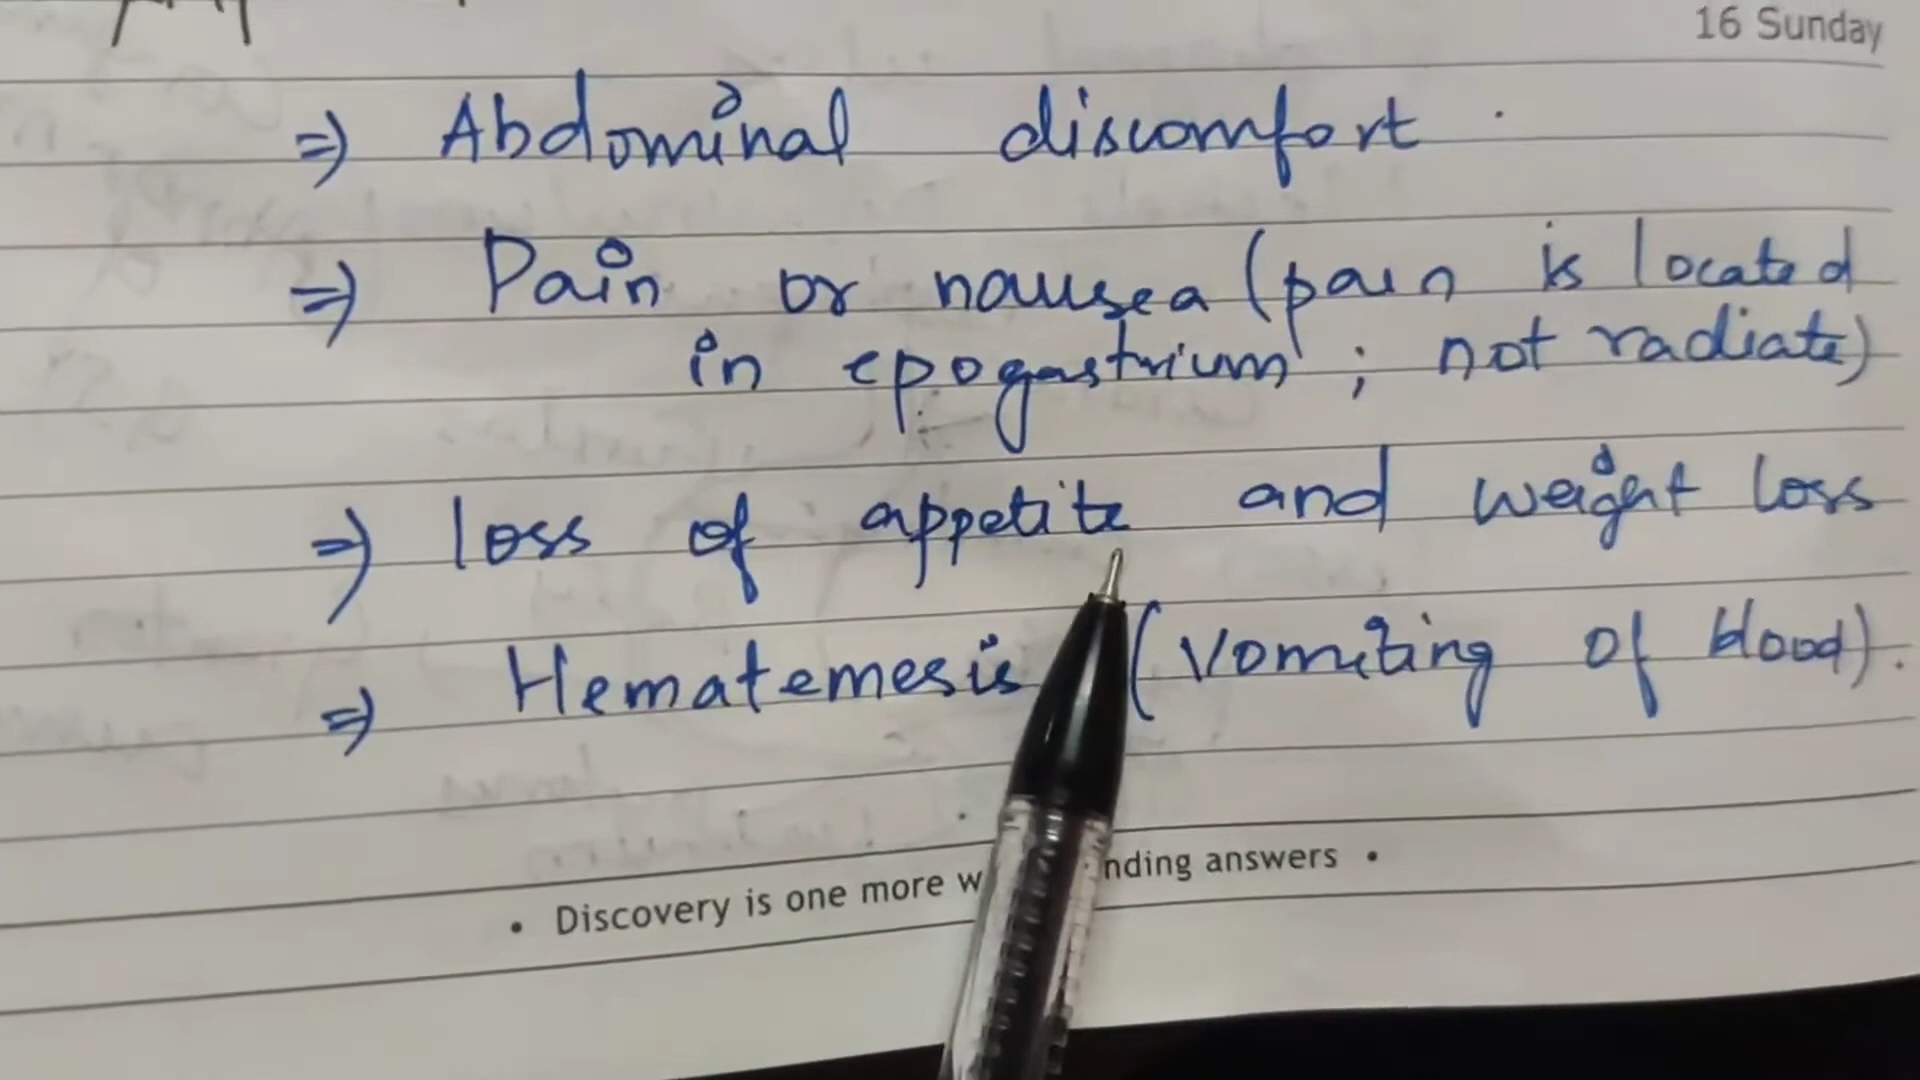 16 Sunday
⇒ Abdominal discomfort .
⇒ Pain or nausea (pain is located
in epogastrium ; not radiate)
⇒ loss of appetite and weight loss
⇒ Hematemesis (Vomiting of blood).
• Discovery is one more w nding answers •